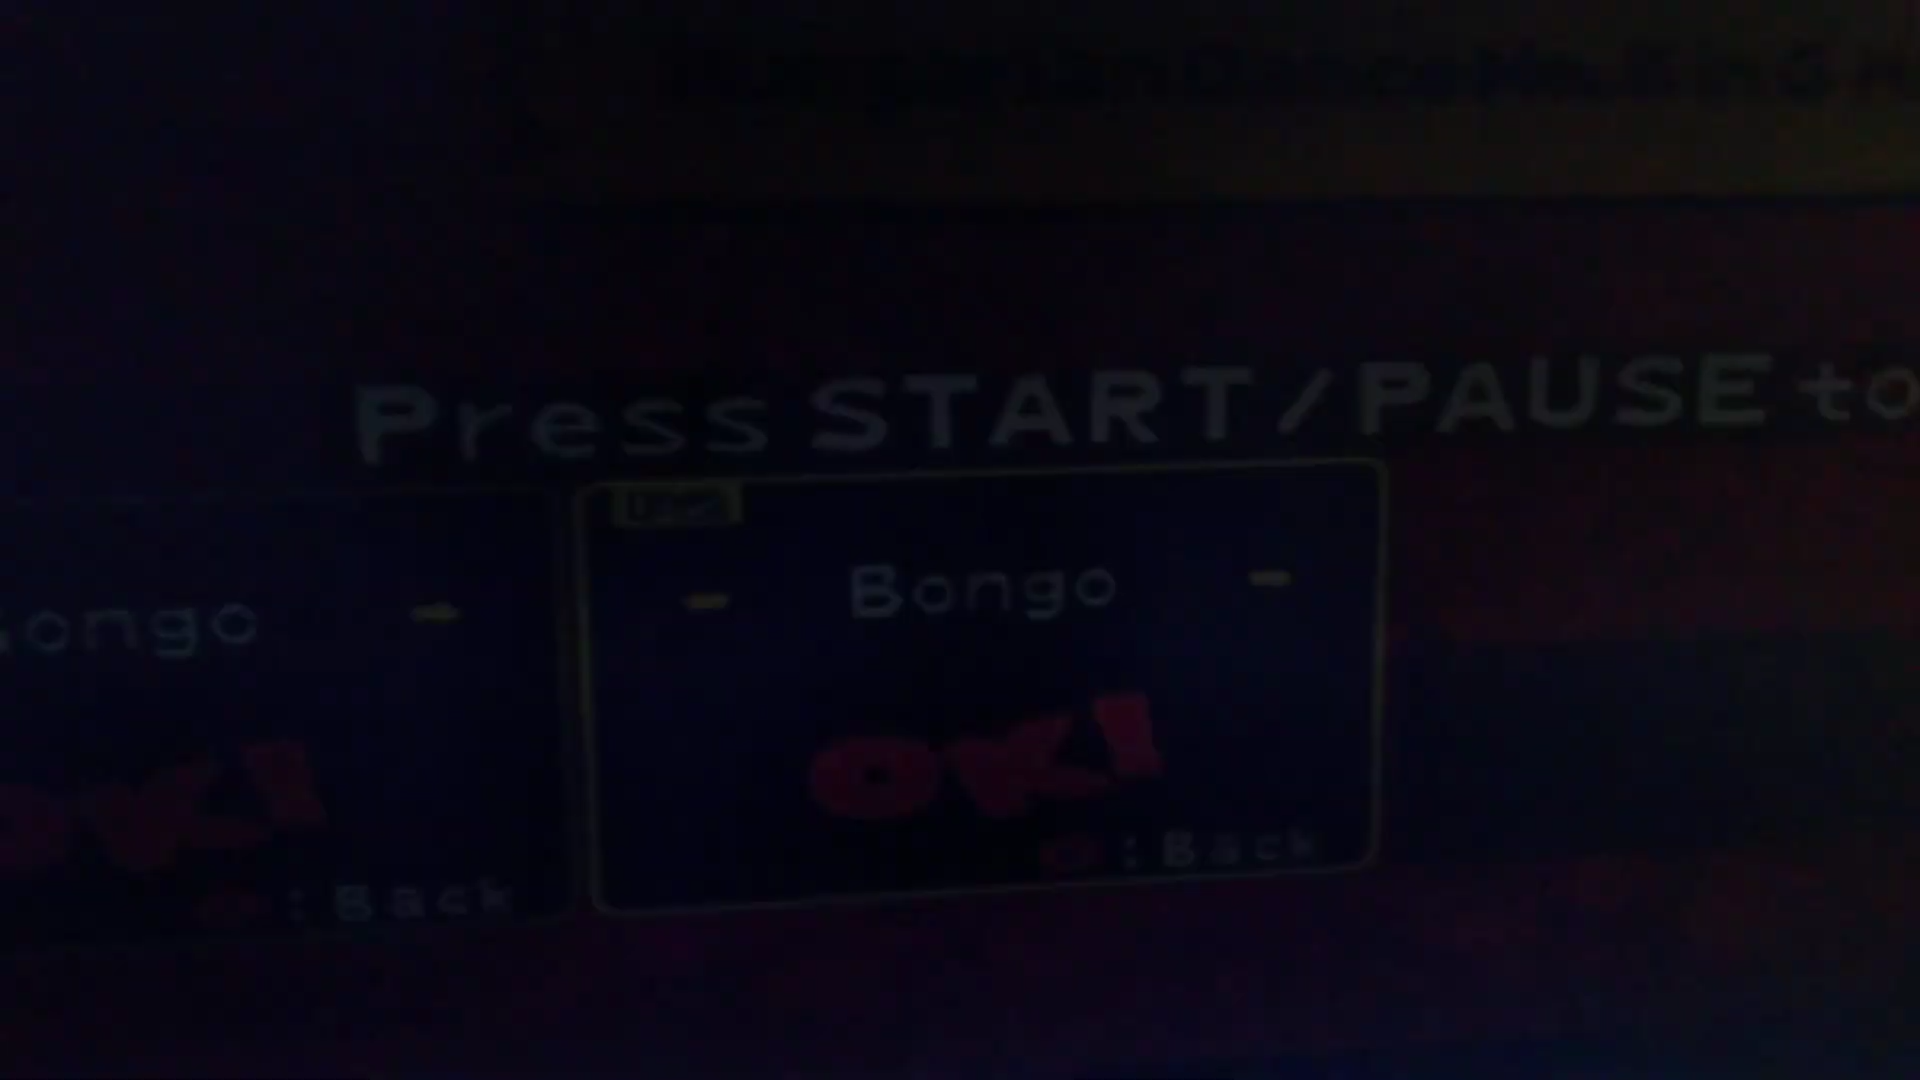 Press START/PAUSE to
ongo
Bongo
OK!
OK!
: Back
: Back